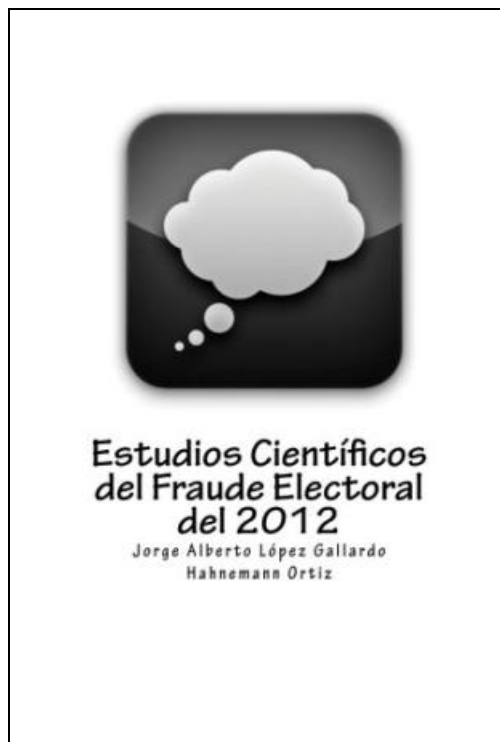 Estudios Científicos
del Fraude Electoral
del 2012
Jorge Alberto López Gallardo
Hahnemann Ortiz